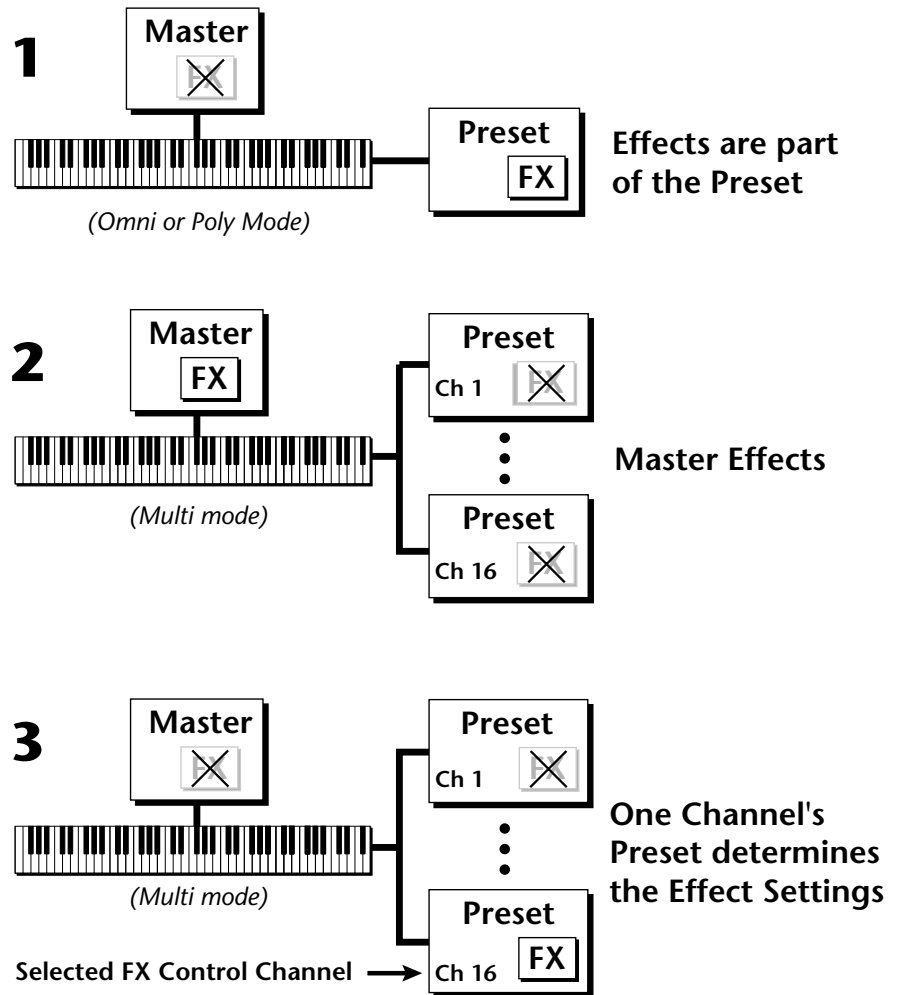 1
Master
FX
Preset
FX
Effects are part
of the Preset
(Omni or Poly Mode)
2
Master
FX
Preset
Ch 1 FX
Master Effects
Preset
Ch 16 FX
(Multi mode)
3
Master
FX
Preset
Ch 1 FX
One Channel's
Preset determines
the Effect Settings
(Multi mode)
Preset
FX
Selected FX Control Channel
Ch 16